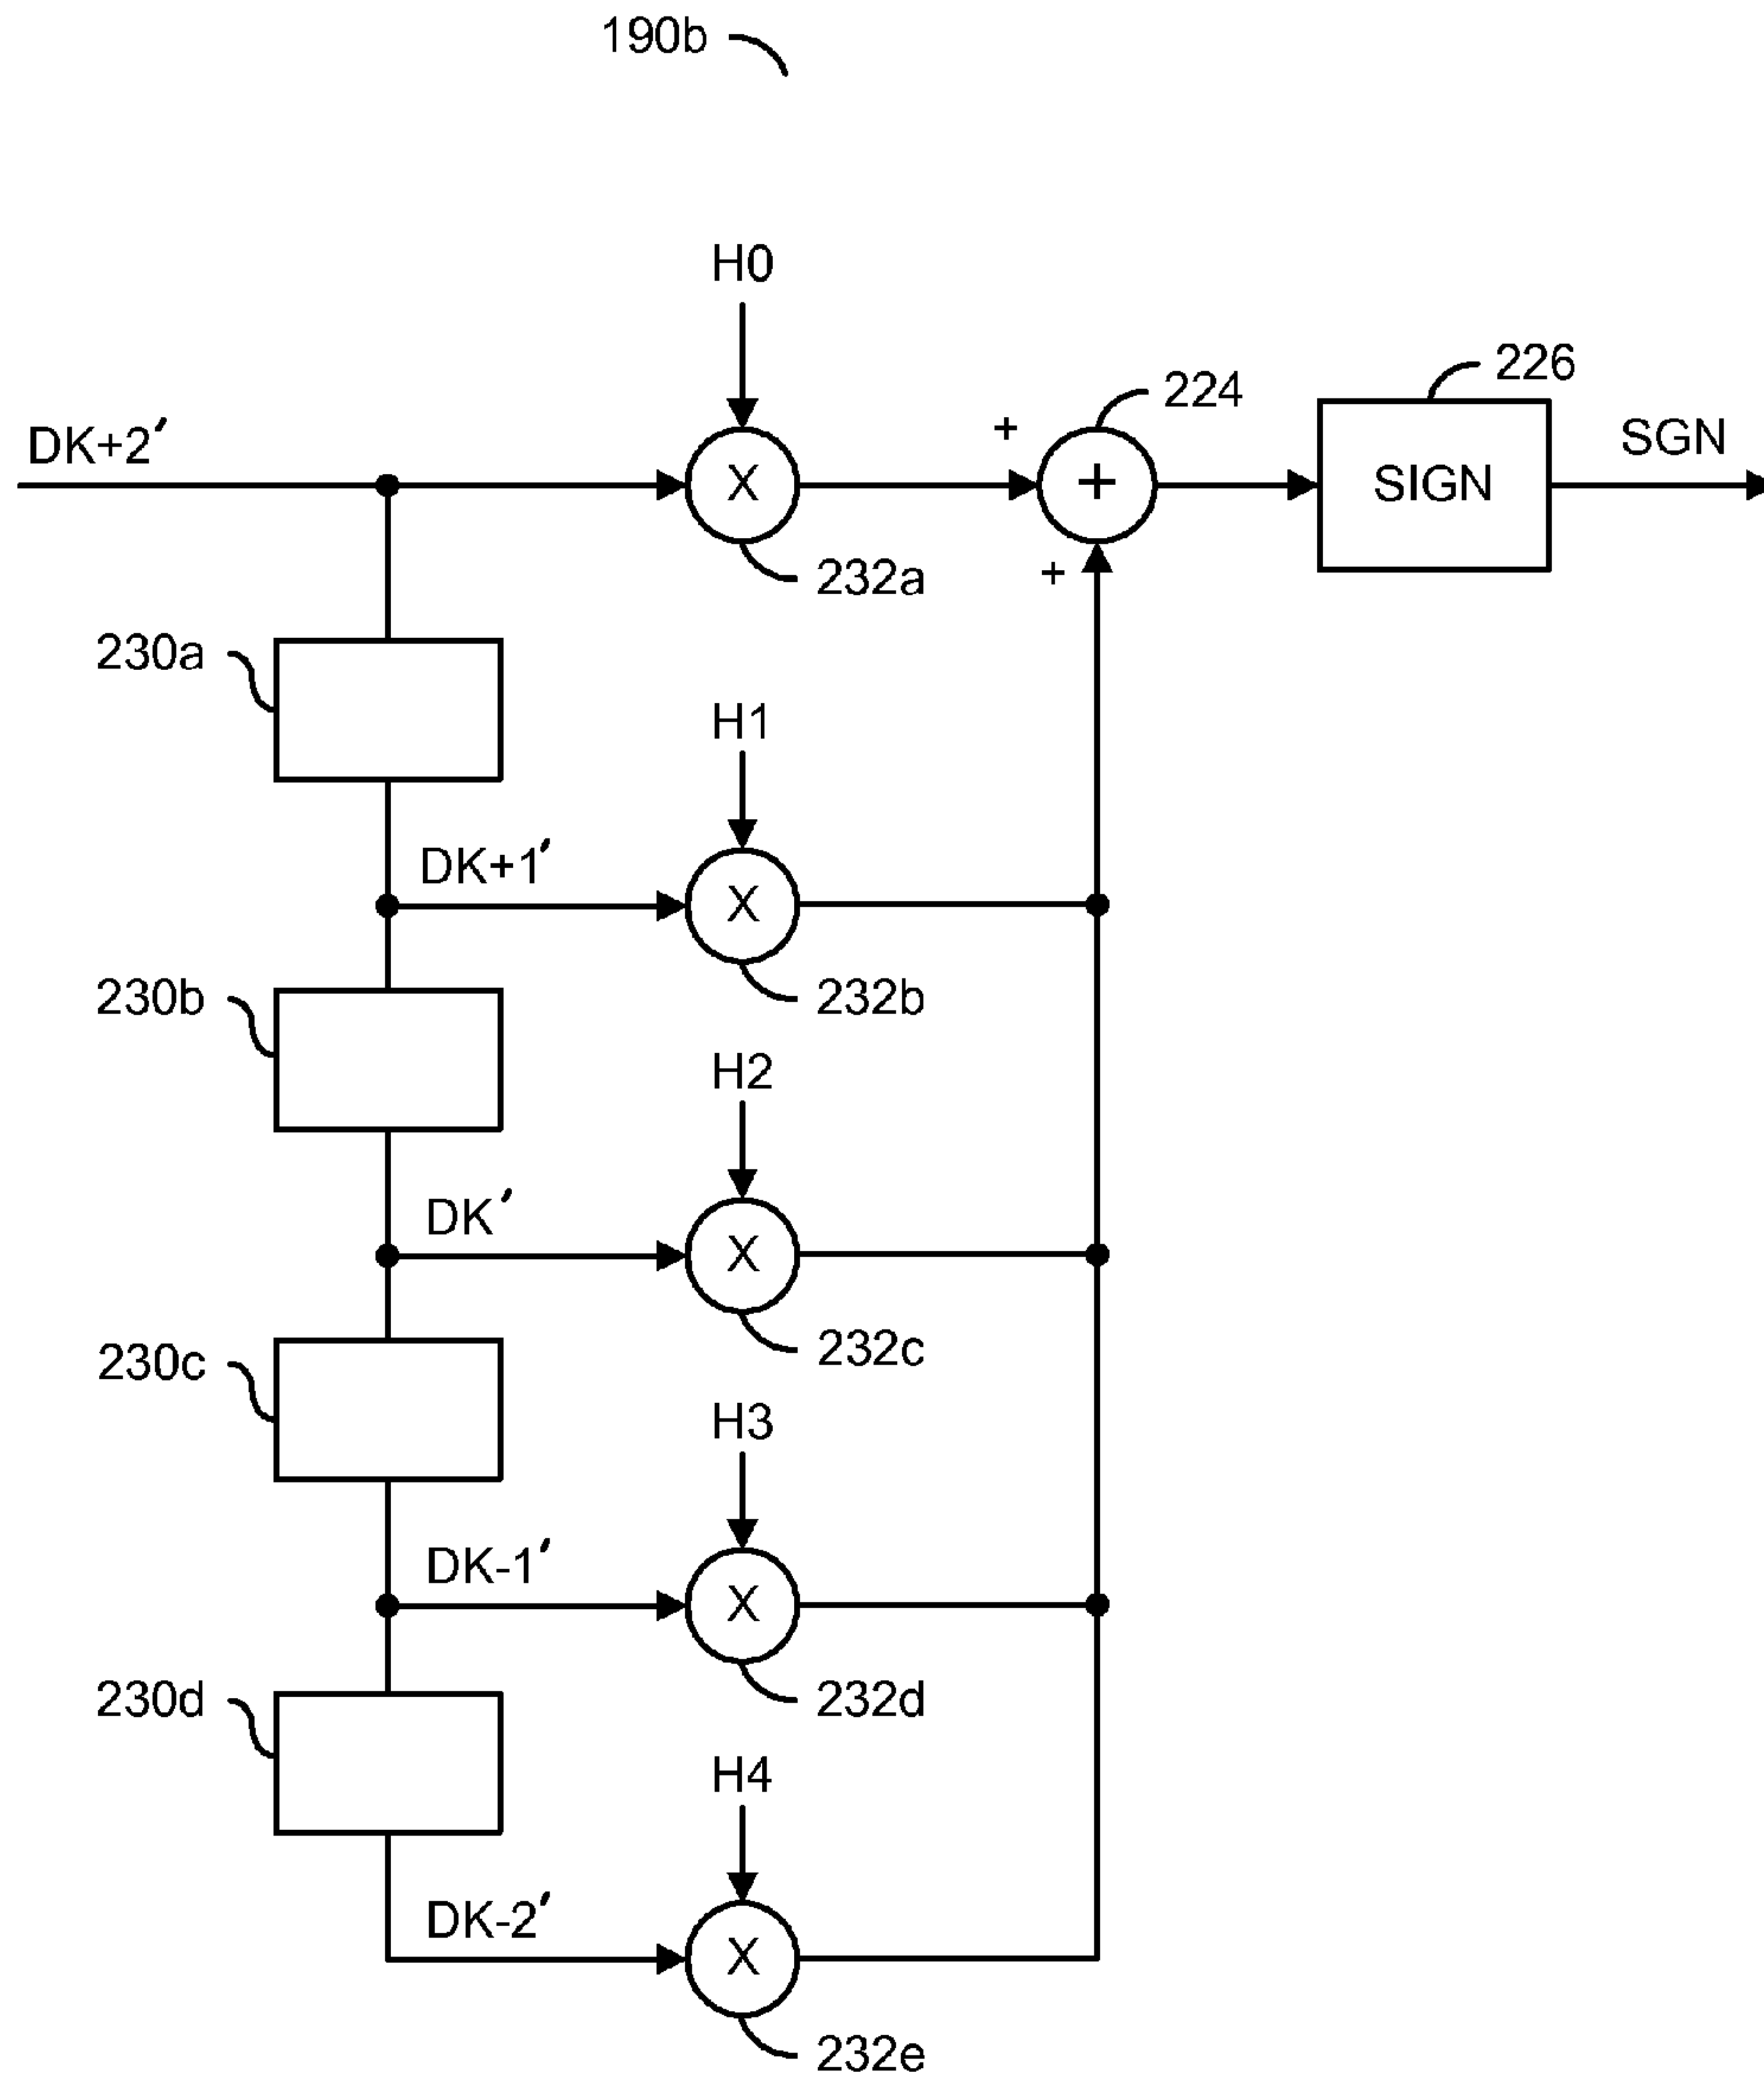 190b
H0
226
224
SGN
DK+2′
+
X
+
SIGN
232a
+
230a
H1
DK+1′
X
230b
232b
H2
DK′
X
230c
232c
H3
DK-1′
X
230d
232d
H4
DK-2′
X
232e